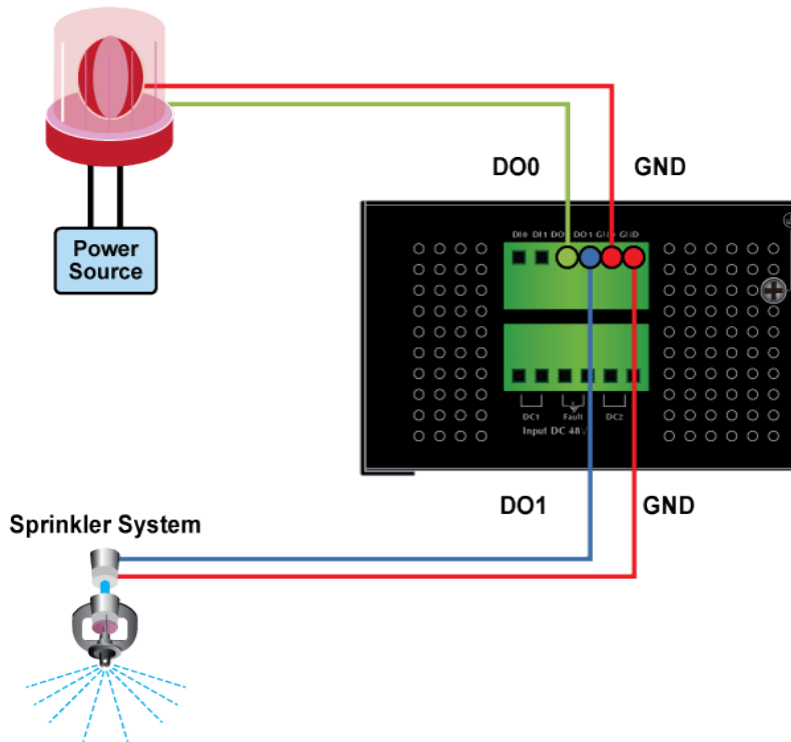 DO0 GND
Power
Source
DI0 DI1 DO0 DO1 GND GND
DC1 Fault DC2
Input DC 48V
DO1 GND
Sprinkler System